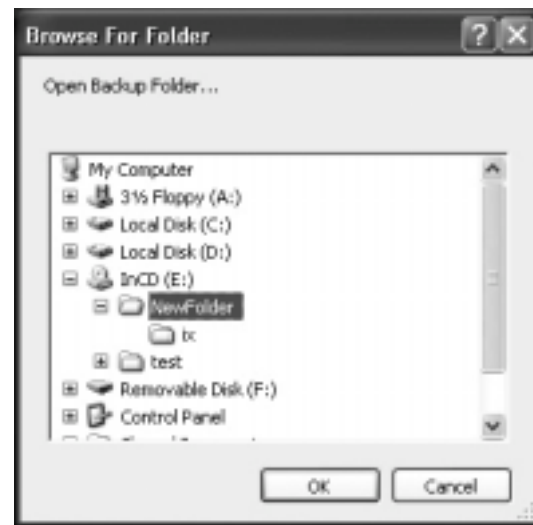 Browse For Folder
Open Backup Folder...
My Computer
3½ Floppy (A:)
Local Disk (C:)
Local Disk (D:)
InCD (E:)
NewFolder
test
Removable Disk (F:)
Control Panel
OK
Cancel